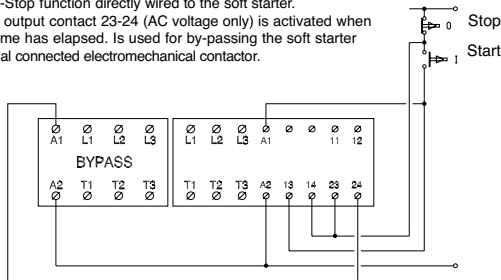 -Stop function directly wired to the soft starter.
output contact 23-24 (AC voltage only) is activated when
me has elapsed. Is used for by-passing the soft starter
al connected electromechanical contactor.
0 Stop
I Start
A1 L1 L2 L3 L1 L2 L3 A1 11 12
BYPASS
A2 T1 T2 T3 T1 T2 T3 A2 13 14 23 24